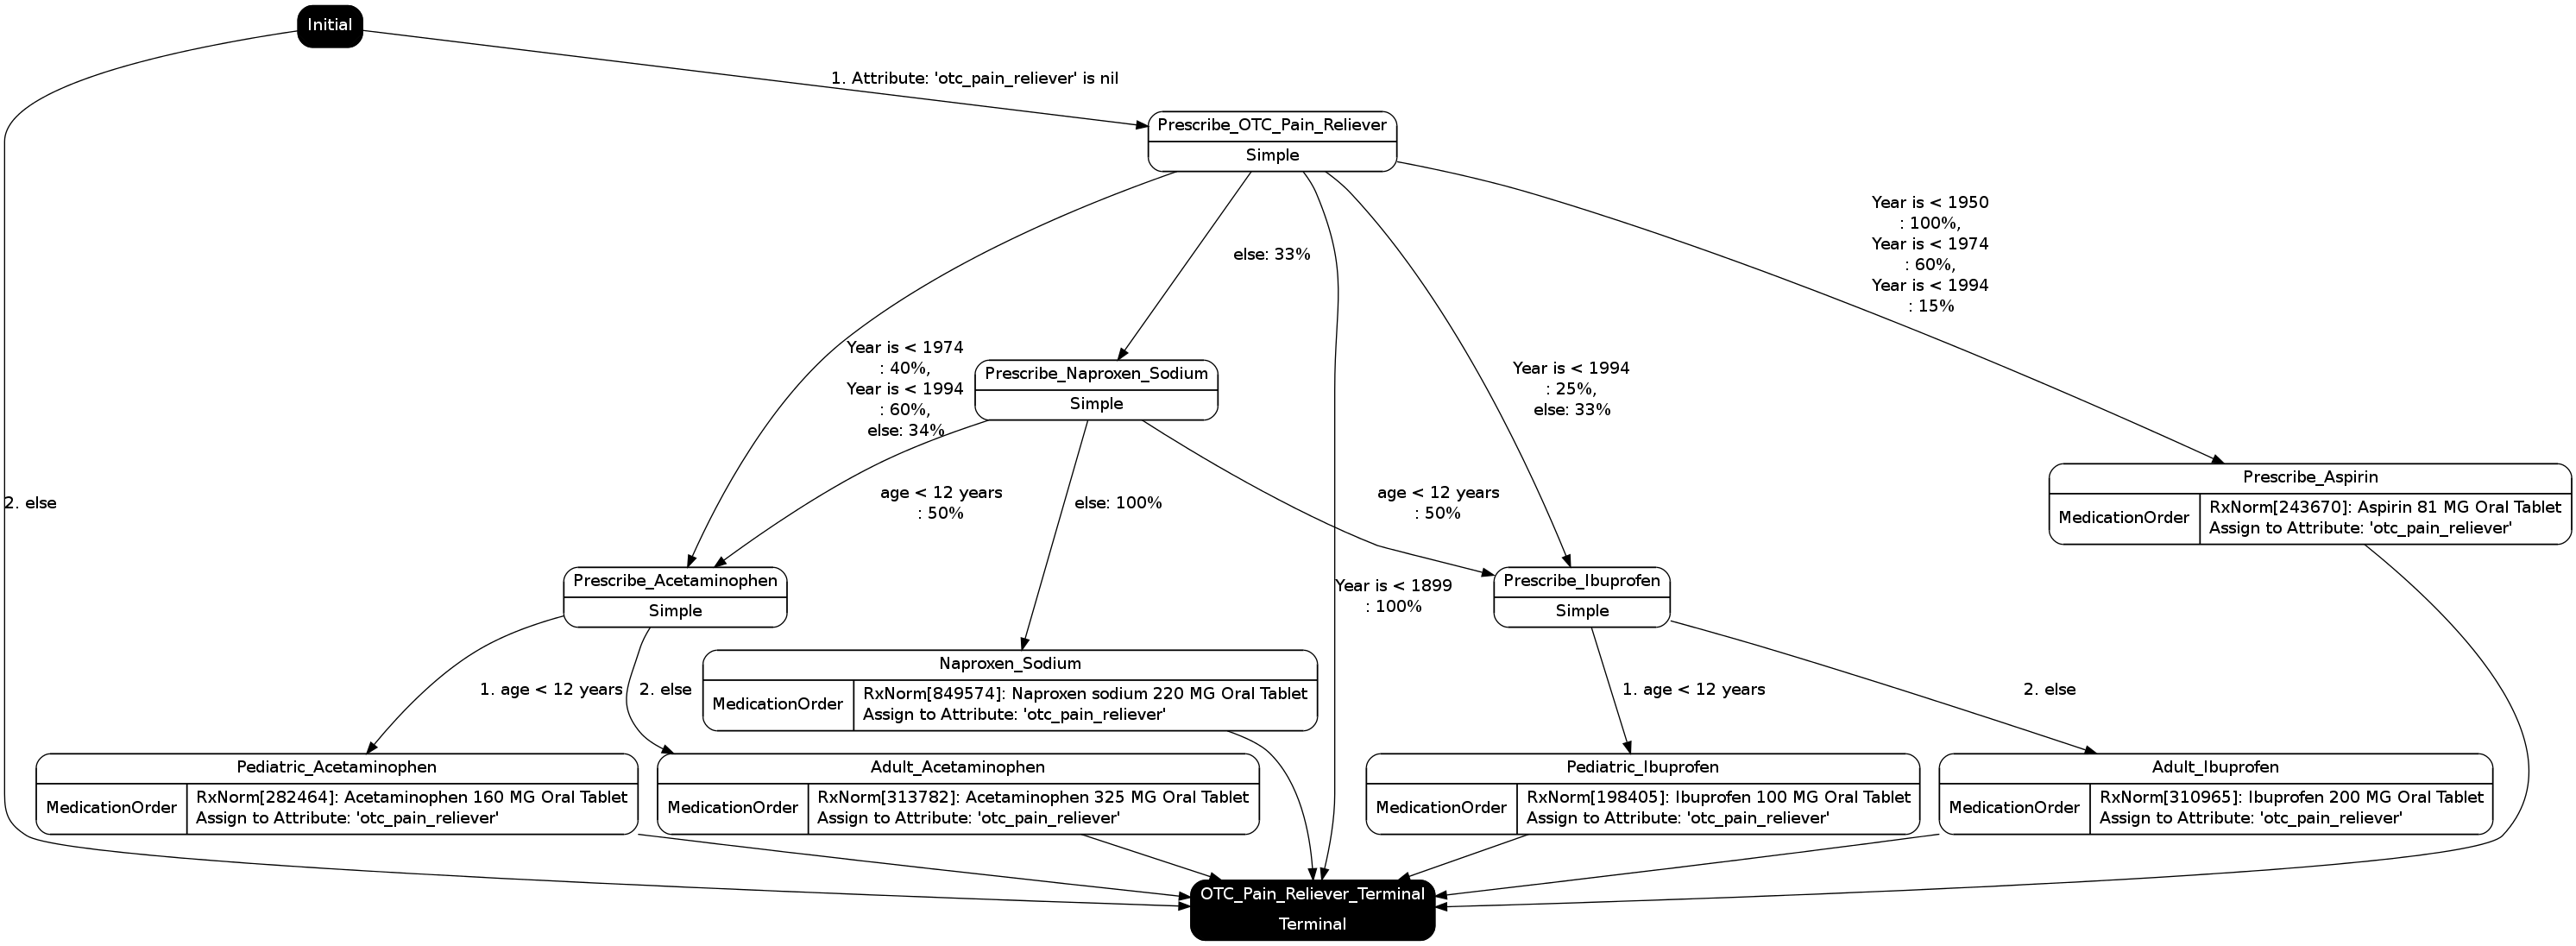 Initial
1. Attribute: 'otc_pain_reliever' is nil
Prescribe_OTC_Pain_Reliever
Simple
Year is < 1950
: 100%,
Year is < 1974
: 60%,
Year is < 1994
: 15%
else: 33%
Year is < 1974
: 40%,
Year is < 1994
: 60%,
else: 34%
Prescribe_Naproxen_Sodium
Simple
Year is < 1994
: 25%,
else: 33%
Prescribe_Aspirin
MedicationOrder
RxNorm[243670]: Aspirin 81 MG Oral Tablet
Assign to Attribute: 'otc_pain_reliever'
2. else
age < 12 years
: 50%
else: 100%
age < 12 years
: 50%
Prescribe_Acetaminophen
Simple
Year is < 1899
: 100%
Prescribe_Ibuprofen
Simple
1. age < 12 years
2. else
Naproxen_Sodium
MedicationOrder
RxNorm[849574]: Naproxen sodium 220 MG Oral Tablet
Assign to Attribute: 'otc_pain_reliever'
1. age < 12 years
2. else
Pediatric_Acetaminophen
MedicationOrder
RxNorm[282464]: Acetaminophen 160 MG Oral Tablet
Assign to Attribute: 'otc_pain_reliever'
Adult_Acetaminophen
MedicationOrder
RxNorm[313782]: Acetaminophen 325 MG Oral Tablet
Assign to Attribute: 'otc_pain_reliever'
Pediatric_Ibuprofen
MedicationOrder
RxNorm[198405]: Ibuprofen 100 MG Oral Tablet
Assign to Attribute: 'otc_pain_reliever'
Adult_Ibuprofen
MedicationOrder
RxNorm[310965]: Ibuprofen 200 MG Oral Tablet
Assign to Attribute: 'otc_pain_reliever'
OTC_Pain_Reliever_Terminal
Terminal